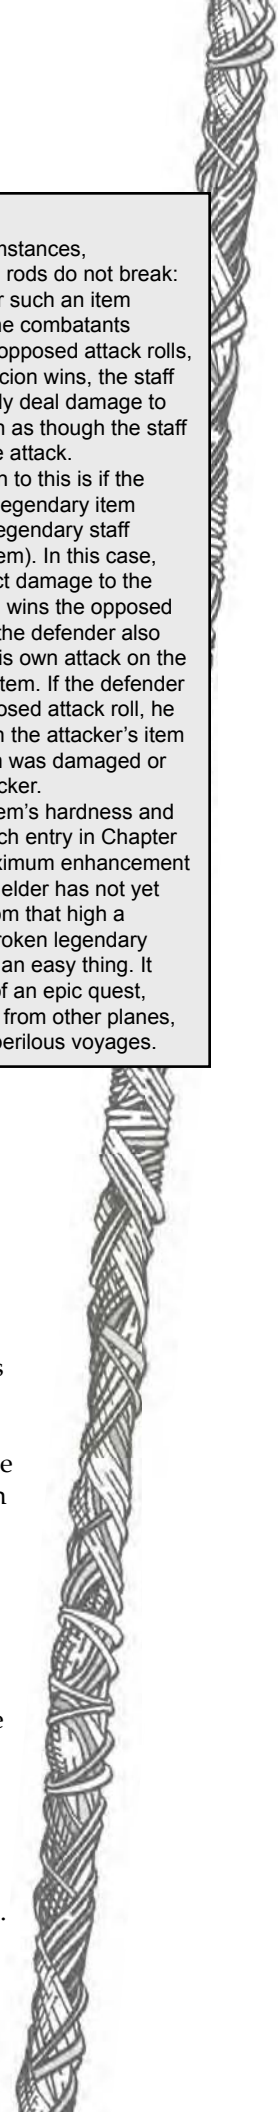 nstances,
rods do not break:
r such an item
ne combatants
opposed attack rolls,
cion wins, the staff
ly deal damage to
n as though the staff
e attack.
n to this is if the
legendary item
legendary staff
em). In this case,
ct damage to the
wins the opposed
the defender also
is own attack on the
tem. If the defender
osed attack roll, he
n the attacker's item
n was damaged or
cker.
em's hardness and
ch entry in Chapter
ximum enhancement
elder has not yet
om that high a
roken legendary
an easy thing. It
of an epic quest,
from other planes,
perilous voyages.
s
e
n
e
.